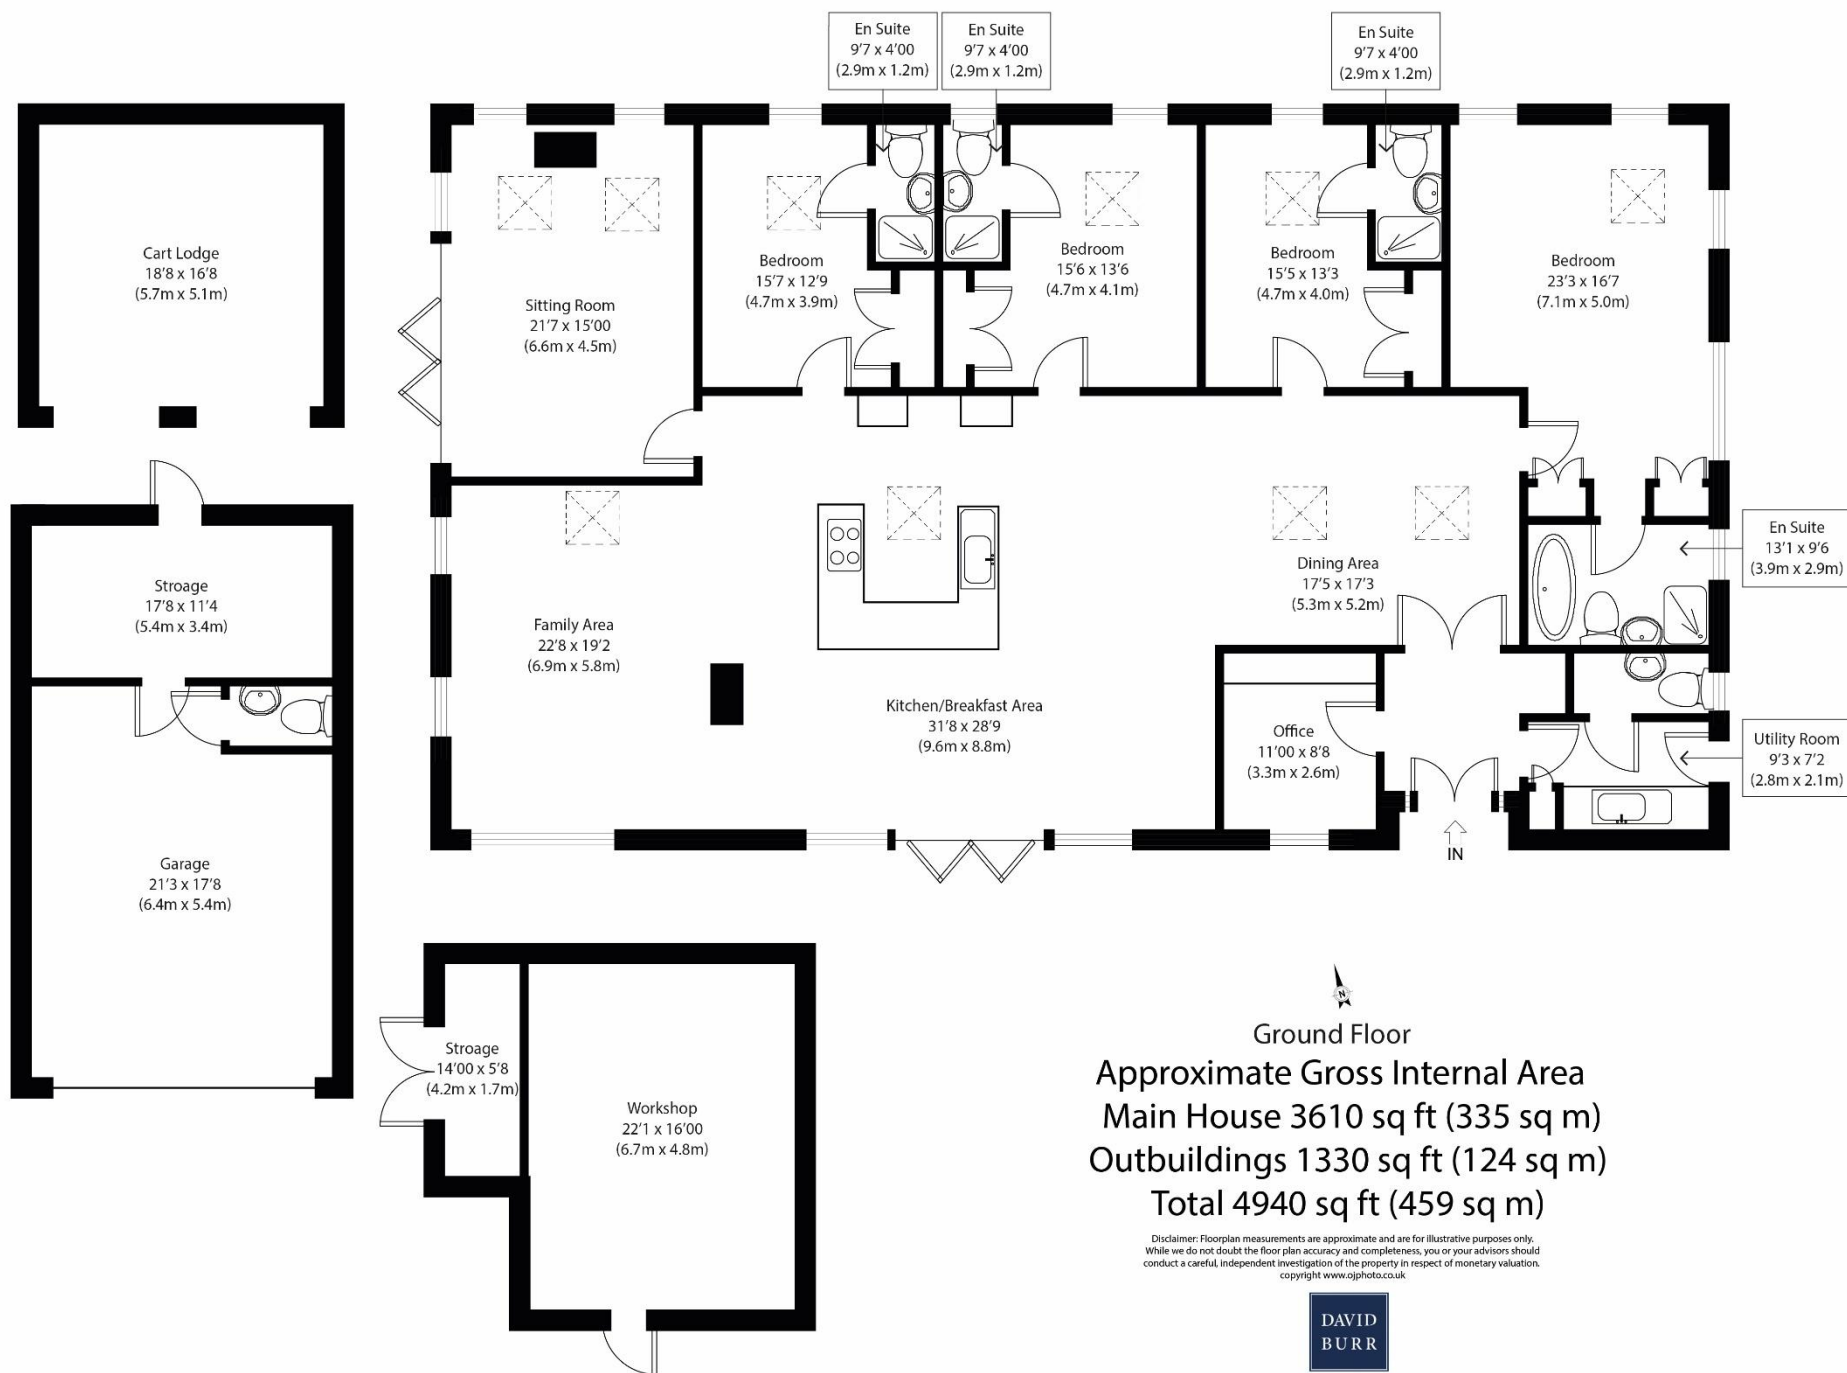 En Suite
9'7 x 4'00
(2.9m x 1.2m)
En Suite
9'7 x 4'00
(2.9m x 1.2m)
En Suite
9'7 x 4'00
(2.9m x 1.2m)
Cart Lodge
18'8 x 16'8
(5.7m x 5.1m)
Sitting Room
21'7 x 15'00
(6.6m x 4.5m)
Bedroom
15'7 x 12'9
(4.7m x 3.9m)
Bedroom
15'6 x 13'6
(4.7m x 4.1m)
Bedroom
15'5 x 13'3
(4.7m x 4.0m)
Bedroom
23'3 x 16'7
(7.1m x 5.0m)
En Suite
13'1 x 9'6
(3.9m x 2.9m)
Stroage
17'8 x 11'4
(5.4m x 3.4m)
Family Area
22'8 x 19'2
(6.9m x 5.8m)
Dining Area
17'5 x 17'3
(5.3m x 5.2m)
Kitchen/Breakfast Area
31'8 x 28'9
(9.6m x 8.8m)
Office
11'00 x 8'8
(3.3m x 2.6m)
Utility Room
9'3 x 7'2
(2.8m x 2.1m)
IN
Garage
21'3 x 17'8
(6.4m x 5.4m)
Stroage
14'00 x 5'8
(4.2m x 1.7m)
Workshop
22'1 x 16'00
(6.7m x 4.8m)
N
Ground Floor
Approximate Gross Internal Area
Main House 3610 sq ft (335 sq m)
Outbuildings 1330 sq ft (124 sq m)
Total 4940 sq ft (459 sq m)
Disclaimer: Floorplan measurements are approximate and are for illustrative purposes only.
While we do not doubt the floor plan accuracy and completeness, you or your advisors should
conduct a careful, independent investigation of the property in respect of monetary valuation.
copyright www.ojphoto.co.uk
DAVID
BURR